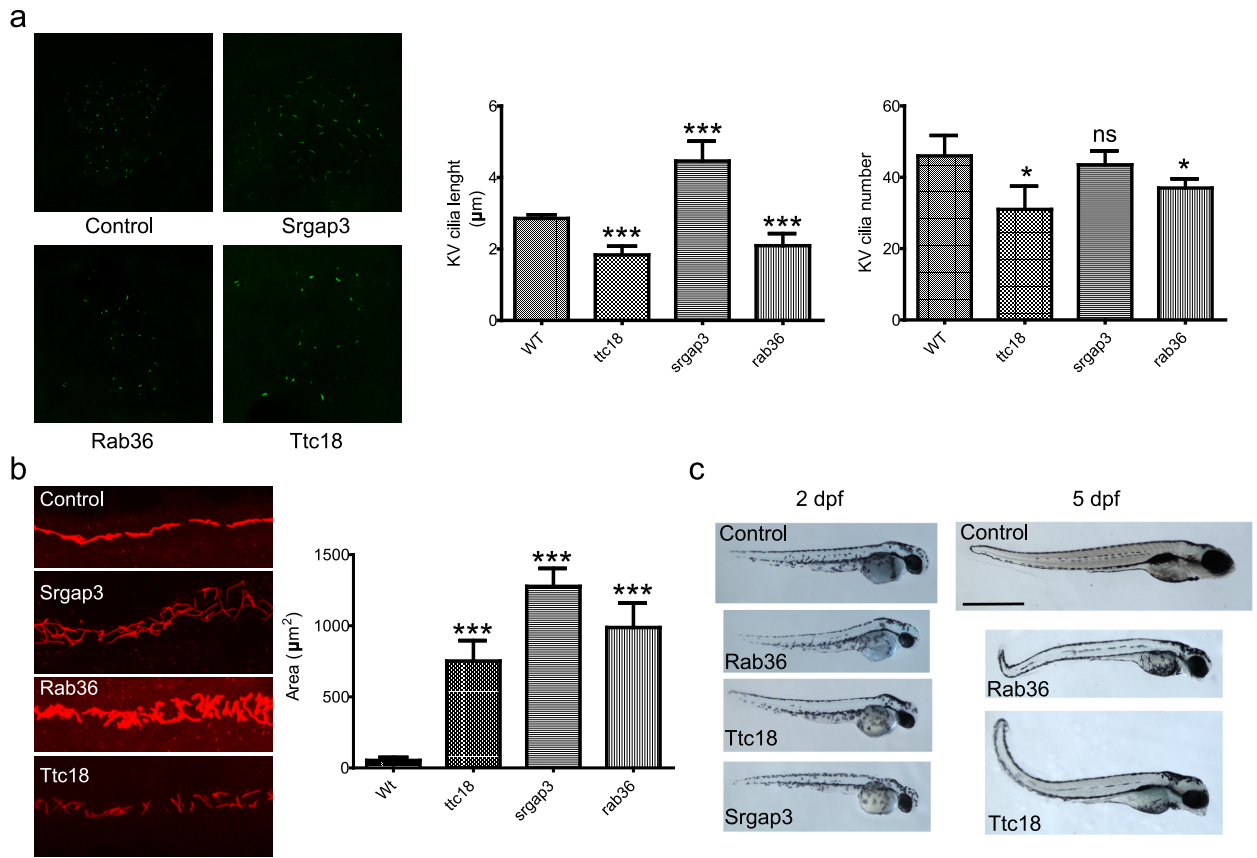 a
Control
Srgap3
Rab36
Ttc18
KV cilia lenght
(µm)
6
4
2
0
***
***
***
WT
ttc18
srgap3
rab36
KV cilia number
60
40
20
0
*
ns
*
WT
ttc18
srgap3
rab36
b
Control
Srgap3
Rab36
Ttc18
Area (µm²)
1500
1000
500
0
***
***
***
Wt
ttc18
srgap3
rab36
c
2 dpf
5 dpf
Control
Rab36
Ttc18
Srgap3
Control
Rab36
Ttc18